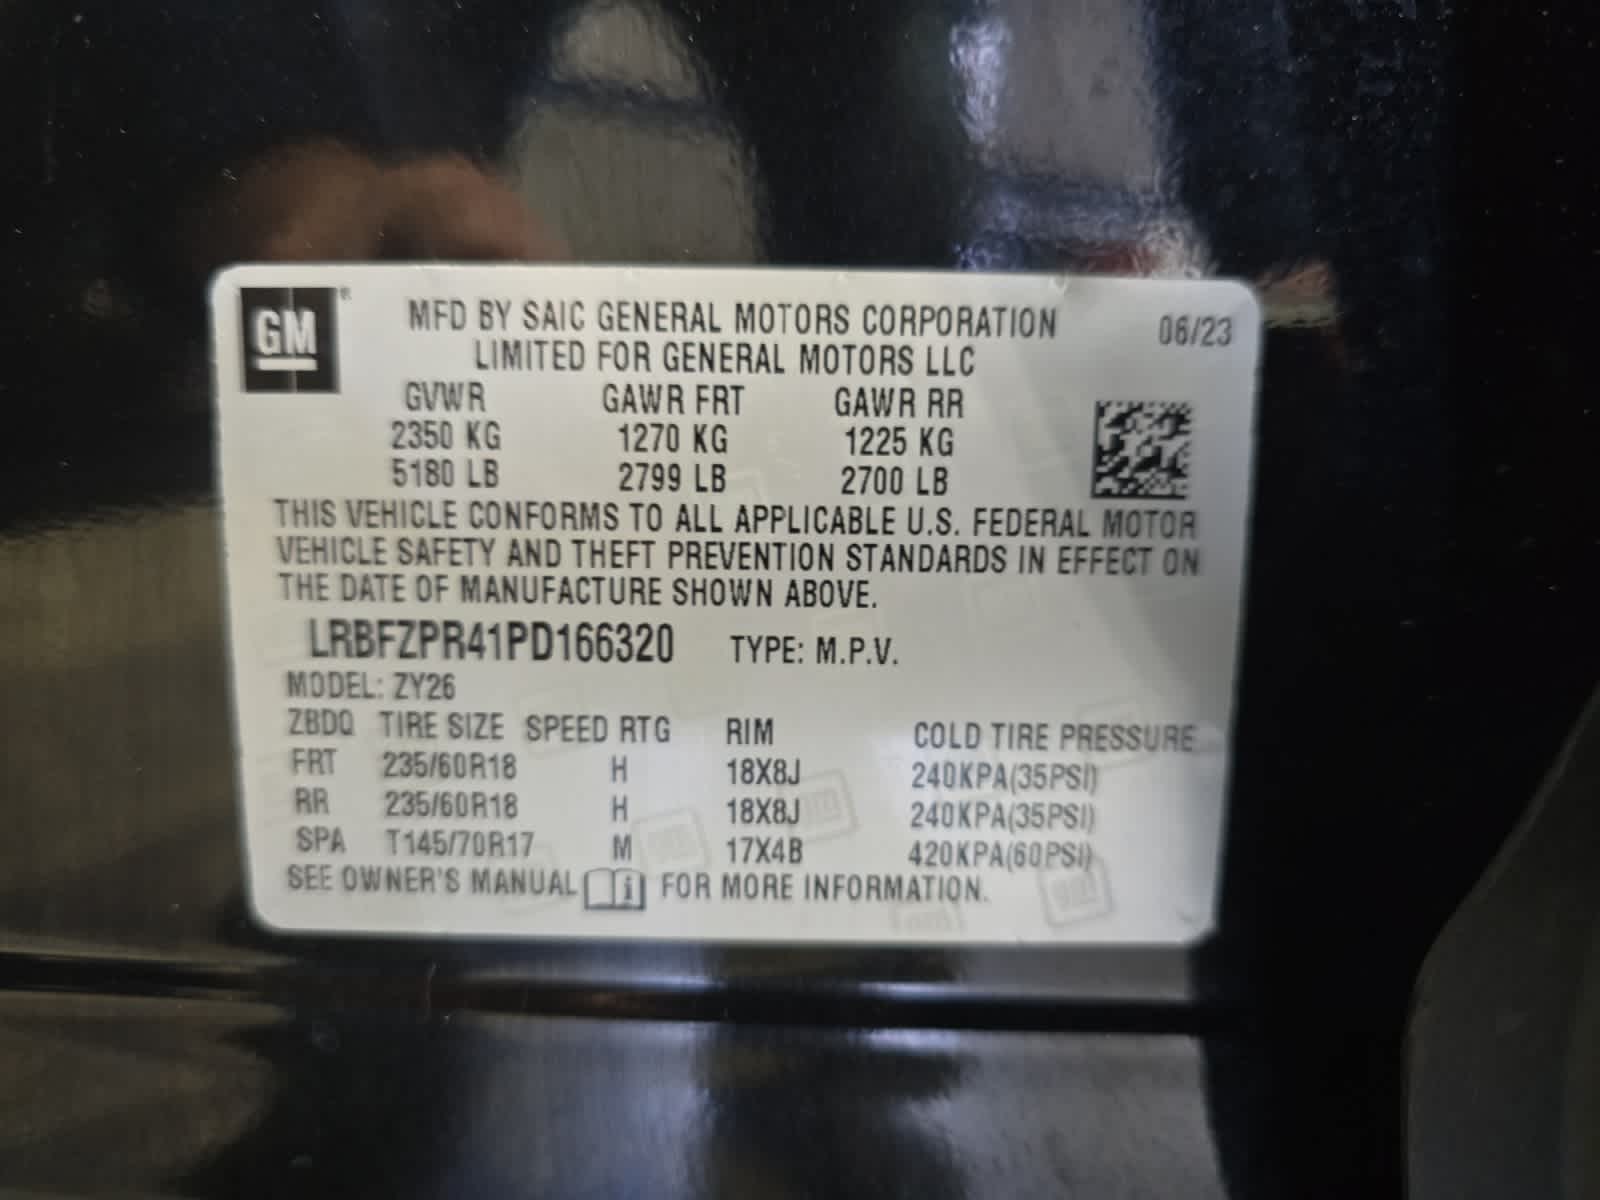 GM ®
MFD BY SAIC GENERAL MOTORS CORPORATION 06/23
LIMITED FOR GENERAL MOTORS LLC
GVWR GAWR FRT GAWR RR
2350 KG 1270 KG 1225 KG
5180 LB 2799 LB 2700 LB
THIS VEHICLE CONFORMS TO ALL APPLICABLE U.S. FEDERAL MOTOR
VEHICLE SAFETY AND THEFT PREVENTION STANDARDS IN EFFECT ON
THE DATE OF MANUFACTURE SHOWN ABOVE.
LRBFZPR41PD166320 TYPE: M.P.V.
MODEL: ZY26
ZBDQ TIRE SIZE SPEED RTG RIM COLD TIRE PRESSURE
FRT 235/60R18 H 18X8J 240KPA(35PSI)
RR 235/60R18 H 18X8J 240KPA(35PSI)
SPA T145/70R17 M 17X4B 420KPA(60PSI)
SEE OWNER'S MANUAL i FOR MORE INFORMATION.